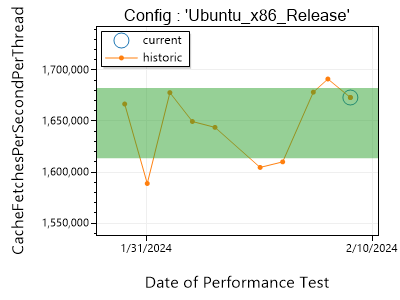 Config : 'Ubuntu_x86_Release'
current
historic
CacheFetchesPerSecondPerThread
1,700,000
1,650,000
1,600,000
1,550,000
1/31/2024
2/10/2024
Date of Performance Test